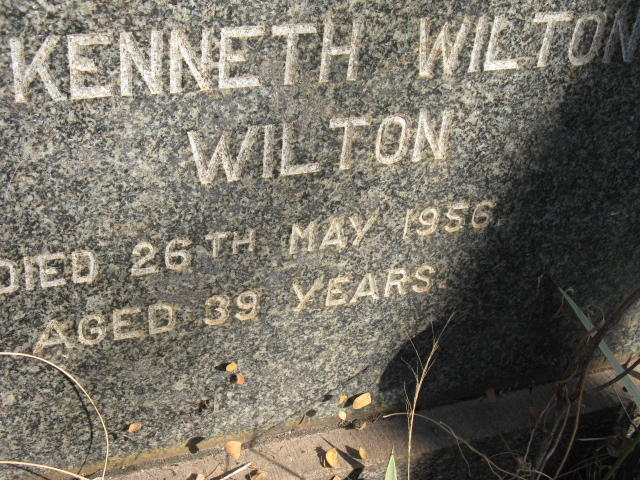 KENNETH WILTON
WILTON
DIED 26TH MAY 1956
AGED 39 YEARS.